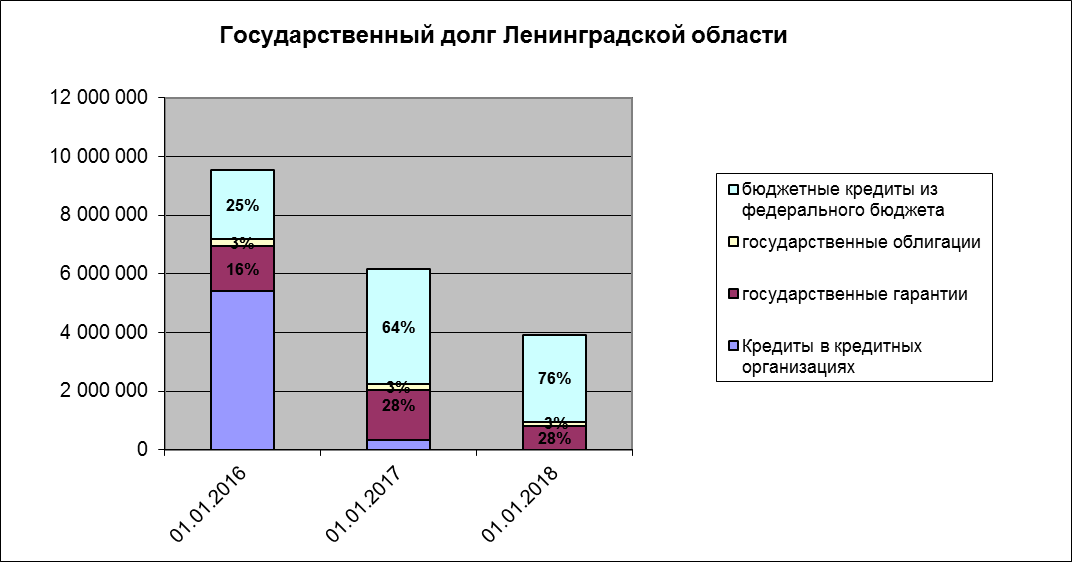 Государственный долг Ленинградской области
12 000 000
10 000 000
8 000 000
6 000 000
4 000 000
2 000 000
0
25%
3%
16%
64%
3%
28%
76%
3%
28%
01.01.2016
01.01.2017
01.01.2018
бюджетные кредиты из
федерального бюджета
государственные облигации
государственные гарантии
Кредиты в кредитных
организациях